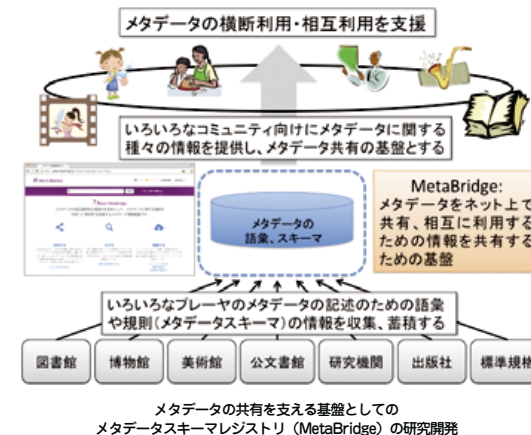 メタデータの横断利用・相互利用を支援
いろいろなコミュニティ向けにメタデータに関する
種々の情報を提供し、メタデータ共有の基盤とする
メタデータの
語彙、スキーマ
MetaBridge:
メタデータをネット上で
共有、相互に利用する
ための情報を共有する
ための基盤
いろいろなプレーヤのメタデータの記述のための語彙
や規則(メタデータスキーマ)の情報を収集、蓄積する
図書館
博物館
美術館
公文書館
研究機関
出版社
標準規格
メタデータの共有を支える基盤としての
メタデータスキーマレジストリ（MetaBridge）の研究開発